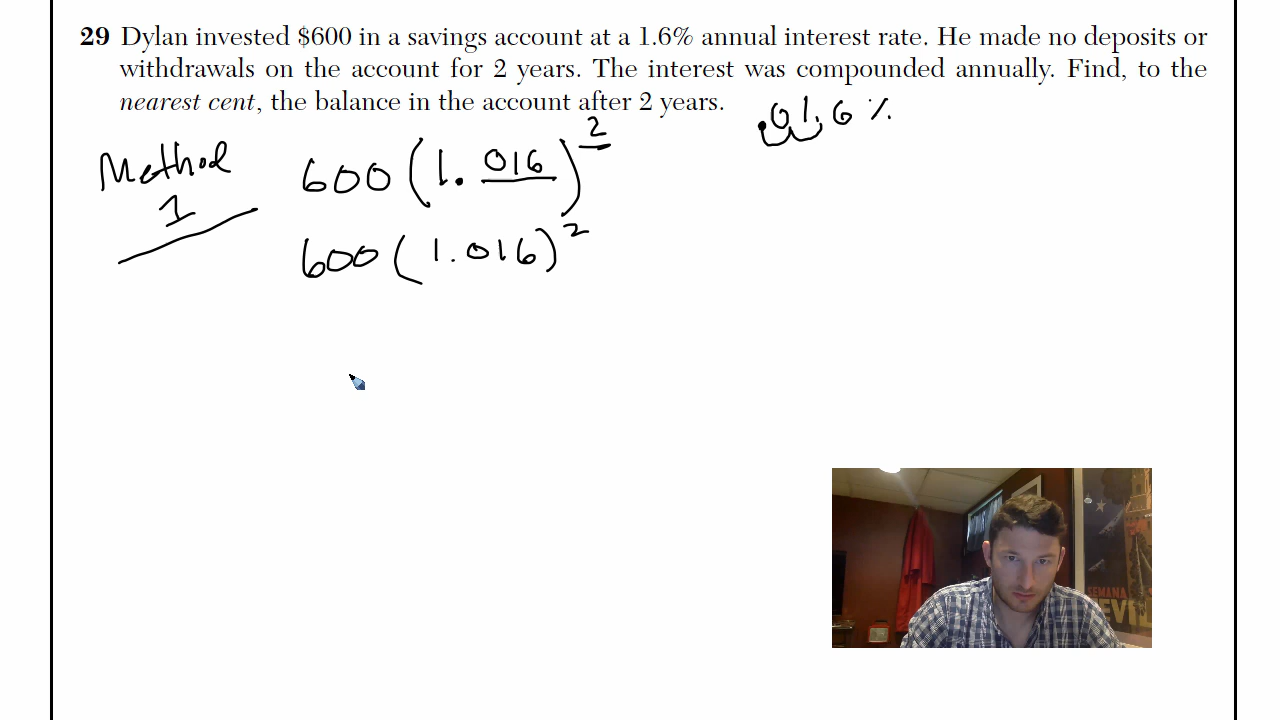 29 Dylan invested $600 in a savings account at a 1.6% annual interest rate. He made no deposits or
withdrawals on the account for 2 years. The interest was compounded annually. Find, to the
nearest cent, the balance in the account after 2 years.
.01.6%
Method
1
600(1.016)²
600(1.016)²
SEMANA
EVIL